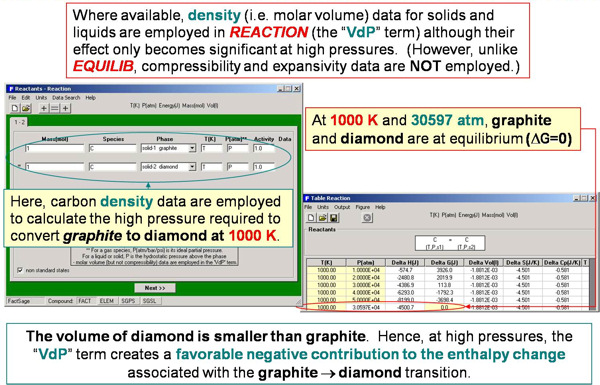 Where available, density (i.e. molar volume) data for solids and
liquids are employed in REACTION (the “VdP” term) although their
effect only becomes significant at high pressures. (However, unlike
EQUILIB, compressibility and expansivity data are NOT employed.)
Reactants - Reaction
File Edit Units Data Search Help
T(K) P(atm) Energy(J) Mass(mol) Vol(l)
1 - 2
Mass(mol) Species Phase T(K) P(atm)** Activity Data
1 C solid-1 graphite T P 1.0
1 C solid-2 diamond T P 1.0
Here, carbon density data are employed
to calculate the high pressure required to
convert graphite to diamond at 1000 K.
** For a gas species, P(atm/bar/psi) is its ideal partial pressure.
For a liquid or solid, P is the hydrostatic pressure above the phase
- molar volume (but not compressibility) data are employed in the "VdP" term.
non standard states
Next >>
FactSage Compound: FACT ELEM SGPS SGSL
At 1000 K and 30597 atm, graphite
and diamond are at equilibrium (ΔG=0)
Table Reaction
File Edit Units Output Figure Help
T(K) P(atm) Energy(J) Mass(mol) Vol(l)
Reactants
C = C
(T,P,s1) (T,P,s2)
T(K) P(atm) Delta H(J) Delta G(J) Delta Vol(l) Delta S(J/K) Delta Cp(J/K) T
1000.00 1.0000E+04 -574.7 3926.0 -1.8812E-03 -4.501 -0.581
1000.00 2.0000E+04 -2480.8 2019.9 -1.8812E-03 -4.501 -0.581
1000.00 3.0000E+04 -4386.9 113.8 -1.8812E-03 -4.501 -0.581
1000.00 4.0000E+04 -6293.0 -1792.3 -1.8812E-03 -4.501 -0.581
1000.00 5.0000E+04 -8199.0 -3698.4 -1.8812E-03 -4.501 -0.581
1000.00 3.0597E+04 -4500.7 0.0 -1.8812E-03 -4.501 -0.581
The volume of diamond is smaller than graphite. Hence, at high pressures, the
“VdP” term creates a favorable negative contribution to the enthalpy change
associated with the graphite → diamond transition.